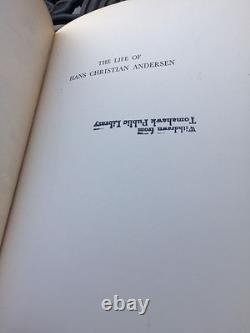 THE LIFE OF
HANS CHRISTIAN ANDERSEN
Withdrawn from
Tomahawk Public Library